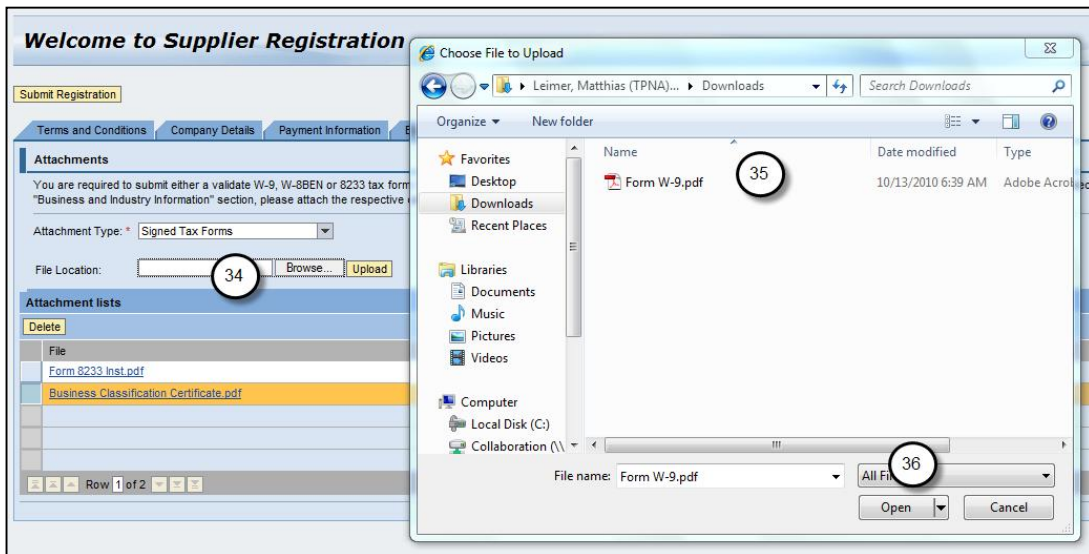 Welcome to Supplier Registration
Submit Registration
Terms and Conditions
Company Details
Payment Information
Attachments
You are required to submit either a validate W-9, W-8BEN or 8233 tax form
"Business and Industry Information" section, please attach the respective
Attachment Type: * Signed Tax Forms
File Location:
34
Browse...
Upload
Attachment lists
Delete
File
Form 8233 Inst.pdf
Business Classification Certificate.pdf
Row 1 of 2
Choose File to Upload
Leimer, Matthias (TPNA)... Downloads
Search Downloads
Organize
New folder
Favorites
Desktop
Downloads
Recent Places
Libraries
Documents
Music
Pictures
Videos
Computer
Local Disk (C:)
Collaboration (\\
Name
Date modified
Type
Form W-9.pdf
35
10/13/2010 6:39 AM
Adobe Acrob
File name: Form W-9.pdf
All Fi
36
Open
Cancel